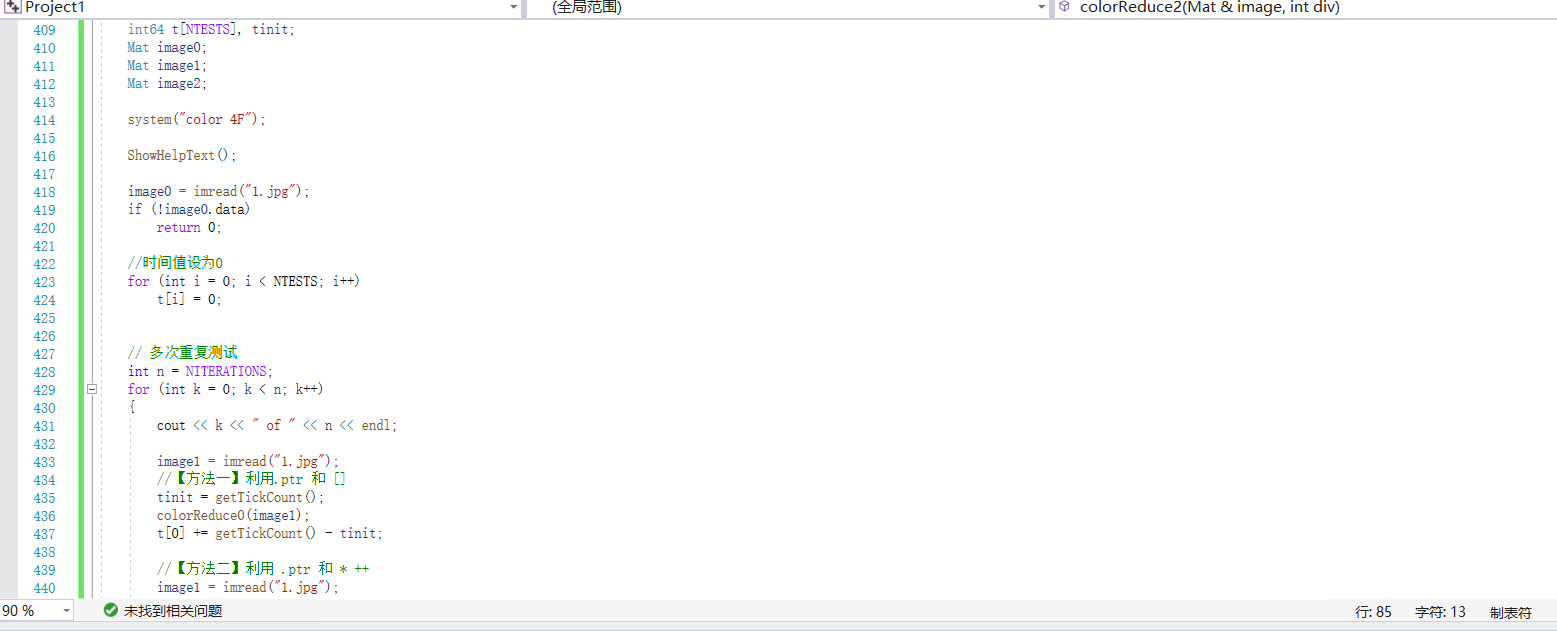 Project1 (全局范围) colorReduce2(Mat & image, int div)
409 int64 t[NTESTS], tinit;
410 Mat image0;
411 Mat image1;
412 Mat image2;
413
414 system("color 4F");
415
416 ShowHelpText();
417
418 image0 = imread("1.jpg");
419 if (!image0.data)
420 return 0;
421
422 //时间值设为0
423 for (int i = 0; i < NTESTS; i++)
424 t[i] = 0;
425
426
427 // 多次重复测试
428 int n = NITERATIONS;
429 for (int k = 0; k < n; k++)
430 {
431 cout << k << " of " << n << endl;
432
433 image1 = imread("1.jpg");
434 //【方法一】利用.ptr 和 []
435 tinit = getTickCount();
436 colorReduce0(image1);
437 t[0] += getTickCount() - tinit;
438
439 //【方法二】利用 .ptr 和 * ++
440 image1 = imread("1.jpg");
90 % 未找到相关问题 行: 85 字符: 13 制表符